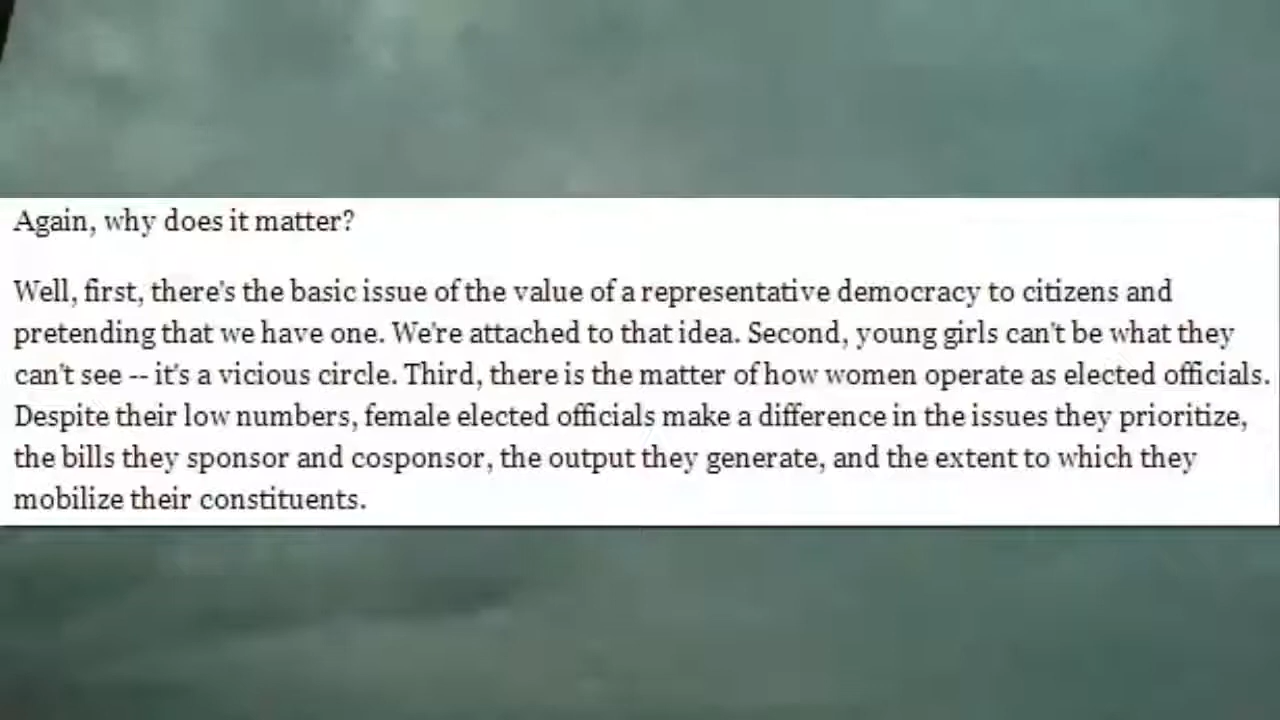 Again, why does it matter?
Well, first, there's the basic issue of the value of a representative democracy to citizens and
pretending that we have one. We're attached to that idea. Second, young girls can't be what they
can't see -- it's a vicious circle. Third, there is the matter of how women operate as elected officials.
Despite their low numbers, female elected officials make a difference in the issues they prioritize,
the bills they sponsor and cosponsor, the output they generate, and the extent to which they
mobilize their constituents.